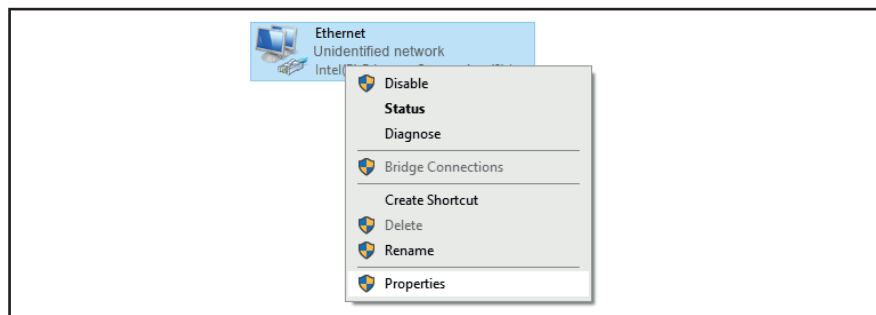 Ethernet
Unidentified network
Disable
Status
Diagnose
Bridge Connections
Create Shortcut
Delete
Rename
Properties